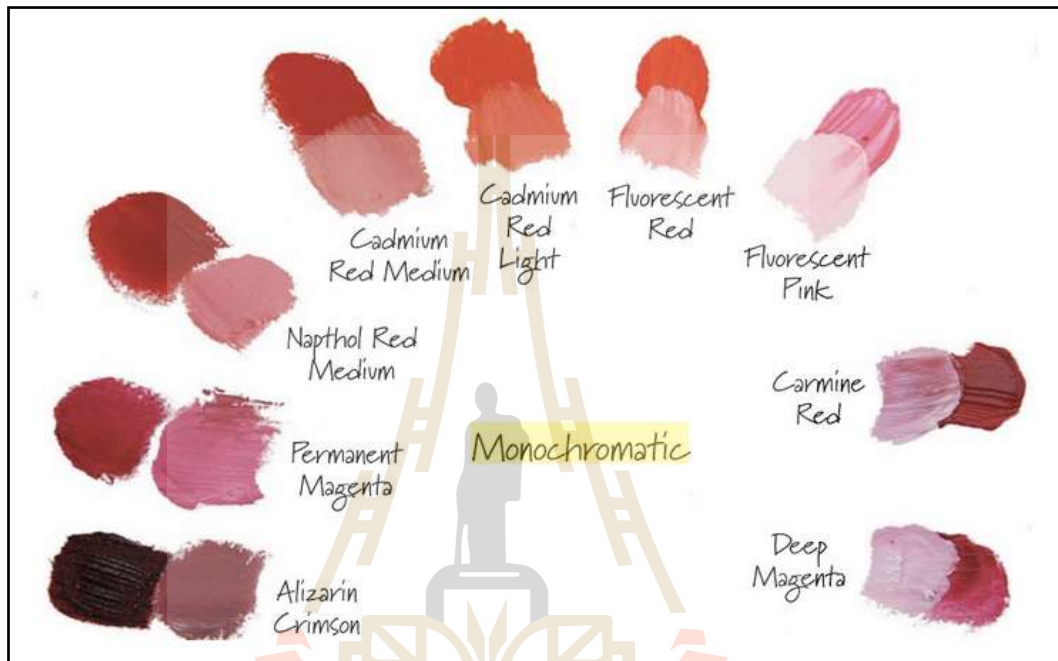 Cadmium
Red Medium
Cadmium
Red
Light
Fluorescent
Red
Fluorescent
Pink
Napthol Red
Medium
Carmine
Red
Permanent
Magenta
Monochromatic
Alizarin
Crimson
Deep
Magenta